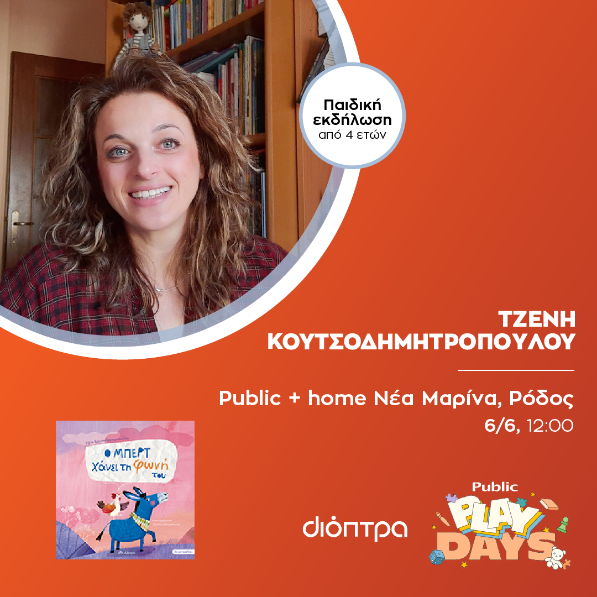 Παιδική
εκδήλωση
από 4 ετών
ΤΖΕΝΗ
ΚΟΥΤΣΟΔΗΜΗΤΡΟΠΟΥΛΟΥ
Public + home Νέα Μαρίνα, Ρόδος
6/6, 12:00
Ο ΜΠΕΡΤ
χάνει τη φωνή
του
διόπτρα
Public
PLAY
DAYS